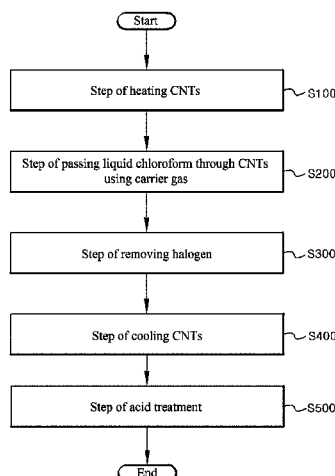 Start
Step of heating CNTs
S100
Step of passing liquid chloroform through CNTs
using carrier gas
S200
Step of removing halogen
S300
Step of cooling CNTs
S400
Step of acid treatment
S500
End